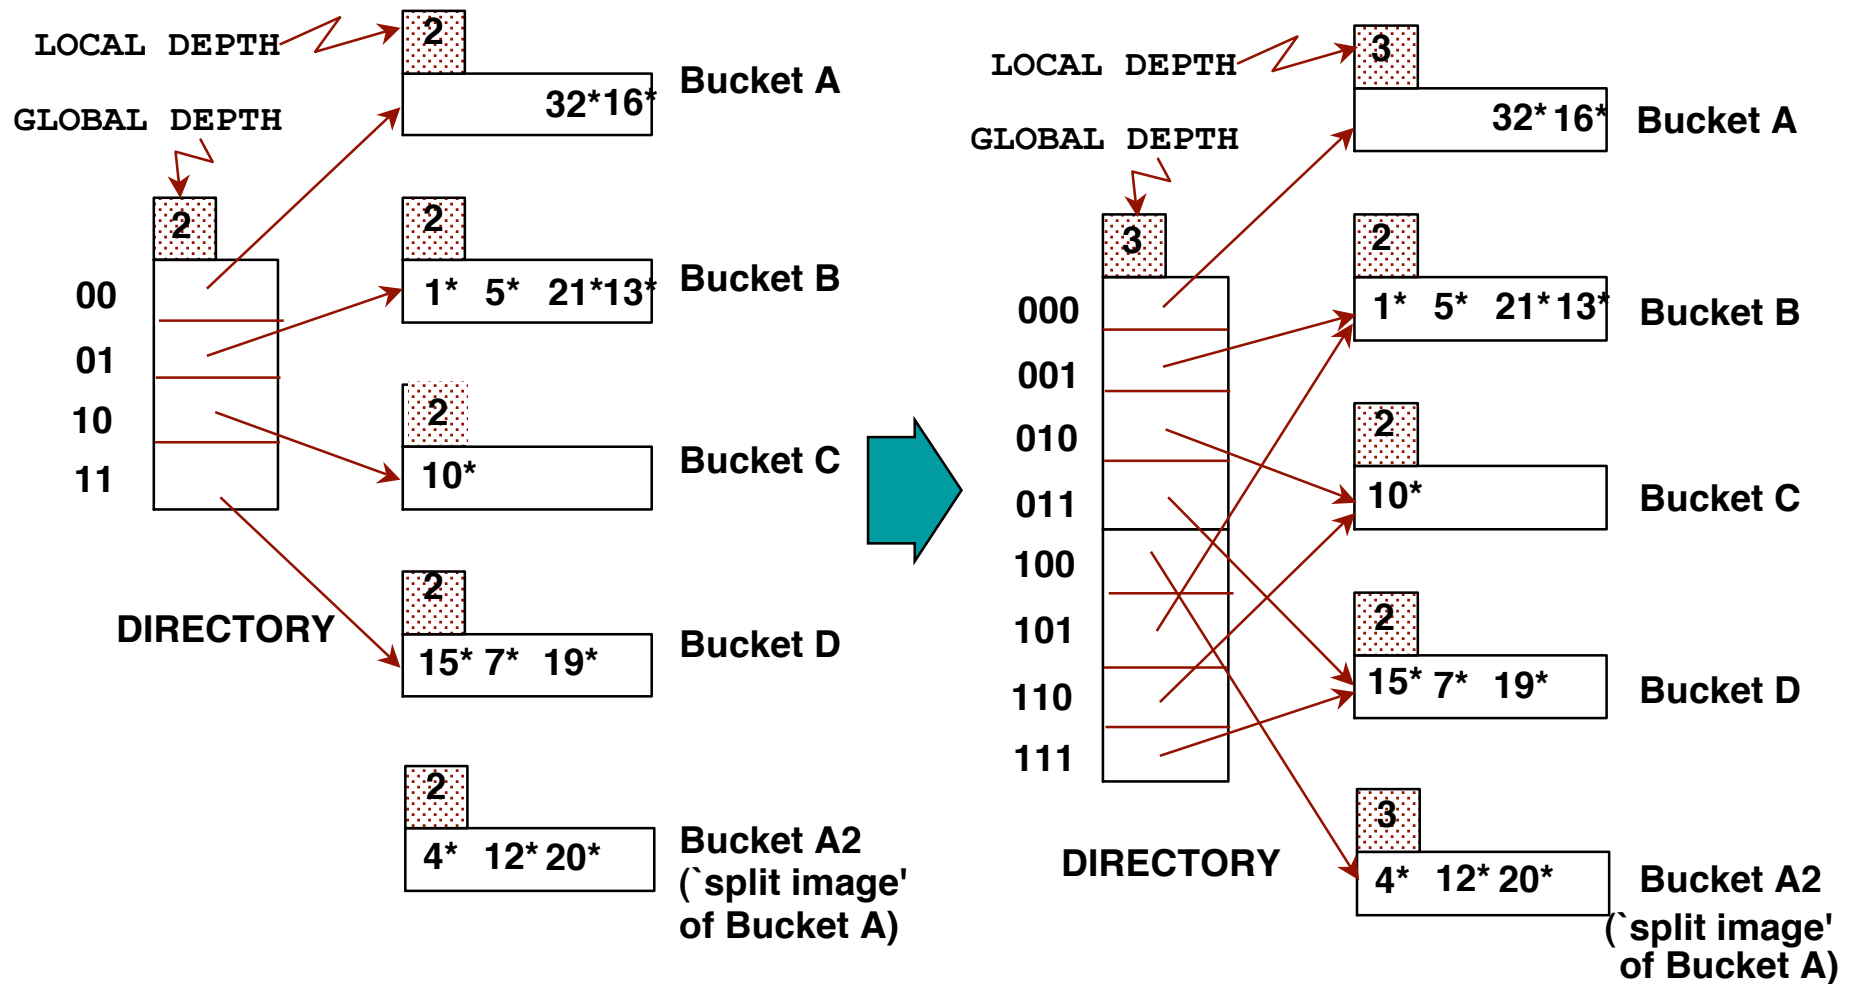 LOCAL DEPTH
2
32* 16*
Bucket A
GLOBAL DEPTH
2
00
01
10
11
DIRECTORY
2
1* 5* 21* 13*
Bucket B
2
10*
Bucket C
2
15* 7* 19*
Bucket D
2
4* 12* 20*
Bucket A2
(`split image'
of Bucket A)
LOCAL DEPTH
3
32* 16*
Bucket A
GLOBAL DEPTH
3
000
001
010
011
100
101
110
111
DIRECTORY
2
1* 5* 21* 13*
Bucket B
2
10*
Bucket C
2
15* 7* 19*
Bucket D
3
4* 12* 20*
Bucket A2
(`split image'
of Bucket A)